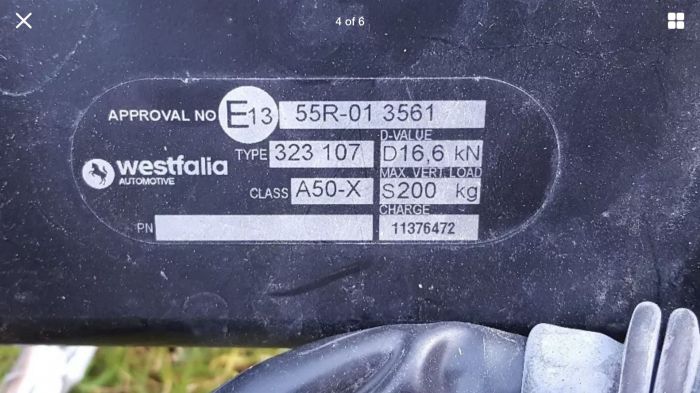 4 of 6
APPROVAL NO E13 55R-01 3561
D-VALUE
TYPE 323 107 D16,6 kN
westfalia
AUTOMOTIVE
MAX. VERT. LOAD
CLASS A50-X S200 kg
CHARGE
PN 11376472